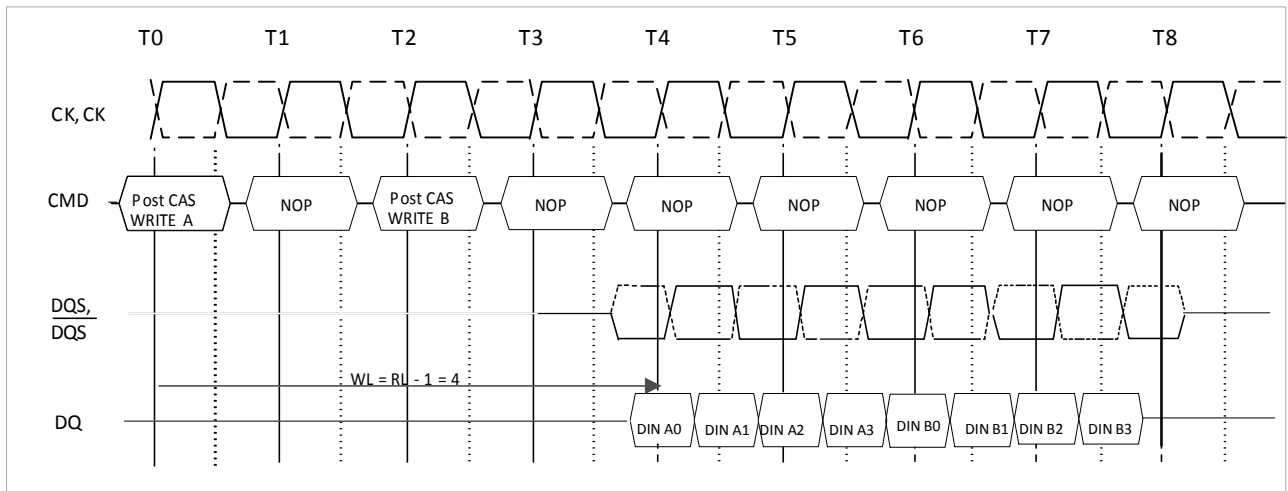 T0 T1 T2 T3 T4 T5 T6 T7 T8
CK, CK
CMD
Post CAS
WRITE A
NOP
Post CAS
WRITE B
NOP
NOP
NOP
NOP
NOP
NOP
DQS,
DQS
WL = RL - 1 = 4
DQ
DIN A0 DIN A1 DIN A2 DIN A3 DIN B0 DIN B1 DIN B2 DIN B3